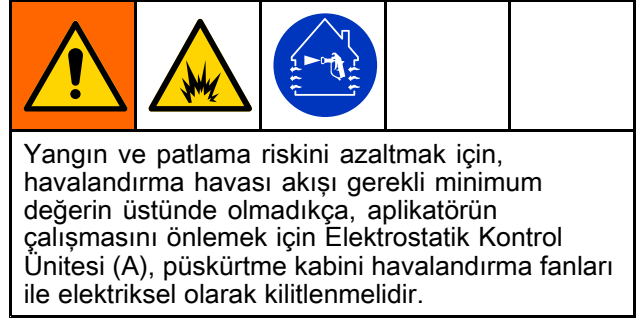 Yangın ve patlama riskini azaltmak için,
havalandırma havası akışı gerekli minimum
değerin üstünde olmadıkça, aplikatörün
çalışmasını önlemek için Elektrostatik Kontrol
Ünitesi (A), püskürtme kabini havalandırma fanları
ile elektriksel olarak kilitlenmelidir.